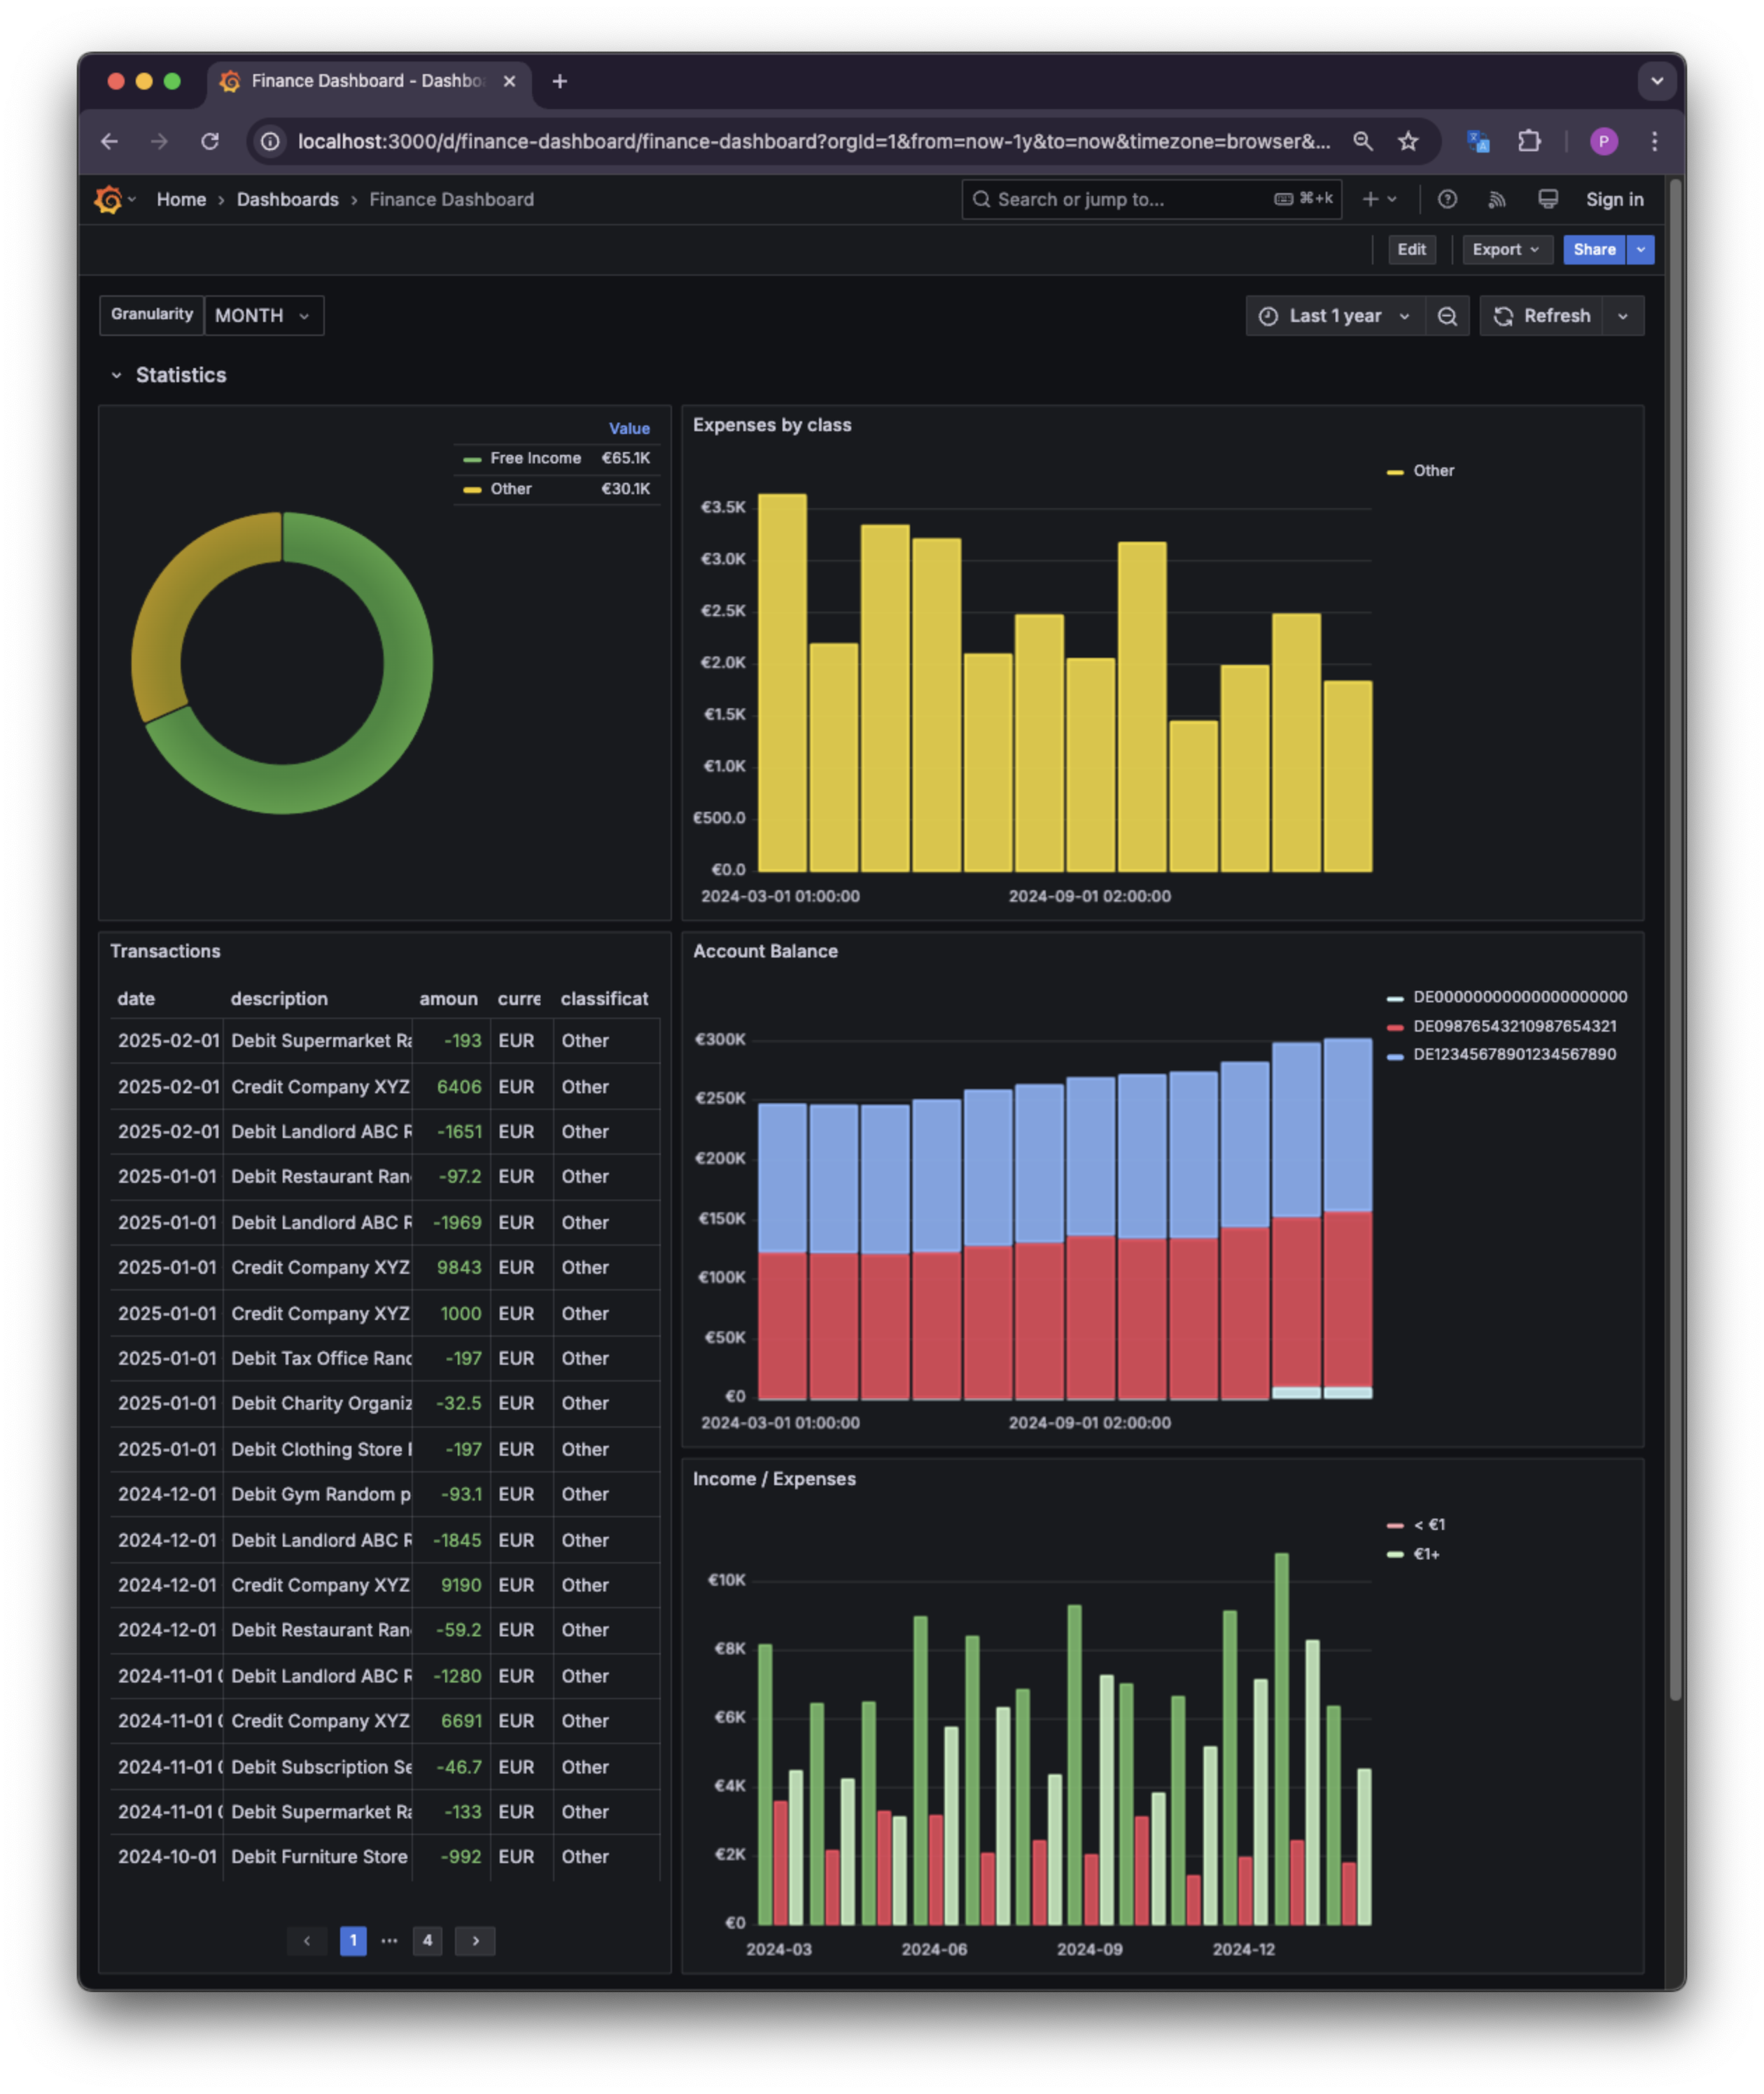 Finance Dashboard - Dashbo
localhost:3000/d/finance-dashboard/finance-dashboard?orgId=1&from=now-1y&to=now&timezone=browser&...
P
Home › Dashboards › Finance Dashboard
Search or jump to...
⌘+k
Sign in
Edit
Export
Share
Granularity
MONTH
Last 1 year
Refresh
Statistics
Value
Free Income €65.1K
Other €30.1K
Expenses by class
Other
€3.5K
€3.0K
€2.5K
€2.0K
€1.5K
€1.0K
€500.0
€0.0
2024-03-01 01:00:00
2024-09-01 02:00:00
Transactions
date description amoun curre classificat
2025-02-01 Debit Supermarket Ra -193 EUR Other
2025-02-01 Credit Company XYZ 6406 EUR Other
2025-02-01 Debit Landlord ABC R -1651 EUR Other
2025-01-01 Debit Restaurant Ran -97.2 EUR Other
2025-01-01 Debit Landlord ABC R -1969 EUR Other
2025-01-01 Credit Company XYZ 9843 EUR Other
2025-01-01 Credit Company XYZ 1000 EUR Other
2025-01-01 Debit Tax Office Rand -197 EUR Other
2025-01-01 Debit Charity Organiz -32.5 EUR Other
2025-01-01 Debit Clothing Store -197 EUR Other
2024-12-01 Debit Gym Random p -93.1 EUR Other
2024-12-01 Debit Landlord ABC R -1845 EUR Other
2024-12-01 Credit Company XYZ 9190 EUR Other
2024-12-01 Debit Restaurant Ran -59.2 EUR Other
2024-11-01 Debit Landlord ABC R -1280 EUR Other
2024-11-01 Credit Company XYZ 6691 EUR Other
2024-11-01 Debit Subscription Se -46.7 EUR Other
2024-11-01 Debit Supermarket Ra -133 EUR Other
2024-10-01 Debit Furniture Store -992 EUR Other
‹ 1 ... 4 ›
Account Balance
DE00000000000000000000
DE09876543210987654321
DE12345678901234567890
€300K
€250K
€200K
€150K
€100K
€50K
€0
2024-03-01 01:00:00
2024-09-01 02:00:00
Income / Expenses
< €1
€1+
€10K
€8K
€6K
€4K
€2K
€0
2024-03
2024-06
2024-09
2024-12